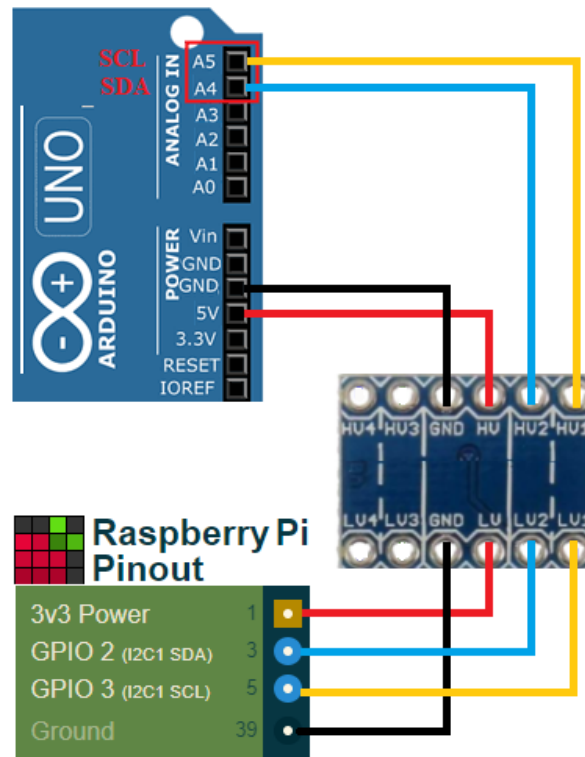 SCL
SDA
A5
A4
A3
A2
A1
A0
ANALOG IN
UNO
ARDUINO
POWER
Vin
GND
GND
5V
3.3V
RESET
IOREF
HV4 HV3 GND HV HV2 HV1
LV4 LV3 GND LV LV2 LV1
Raspberry Pi
Pinout
3v3 Power 1
GPIO 2 (I2C1 SDA) 3
GPIO 3 (I2C1 SCL) 5
Ground 39